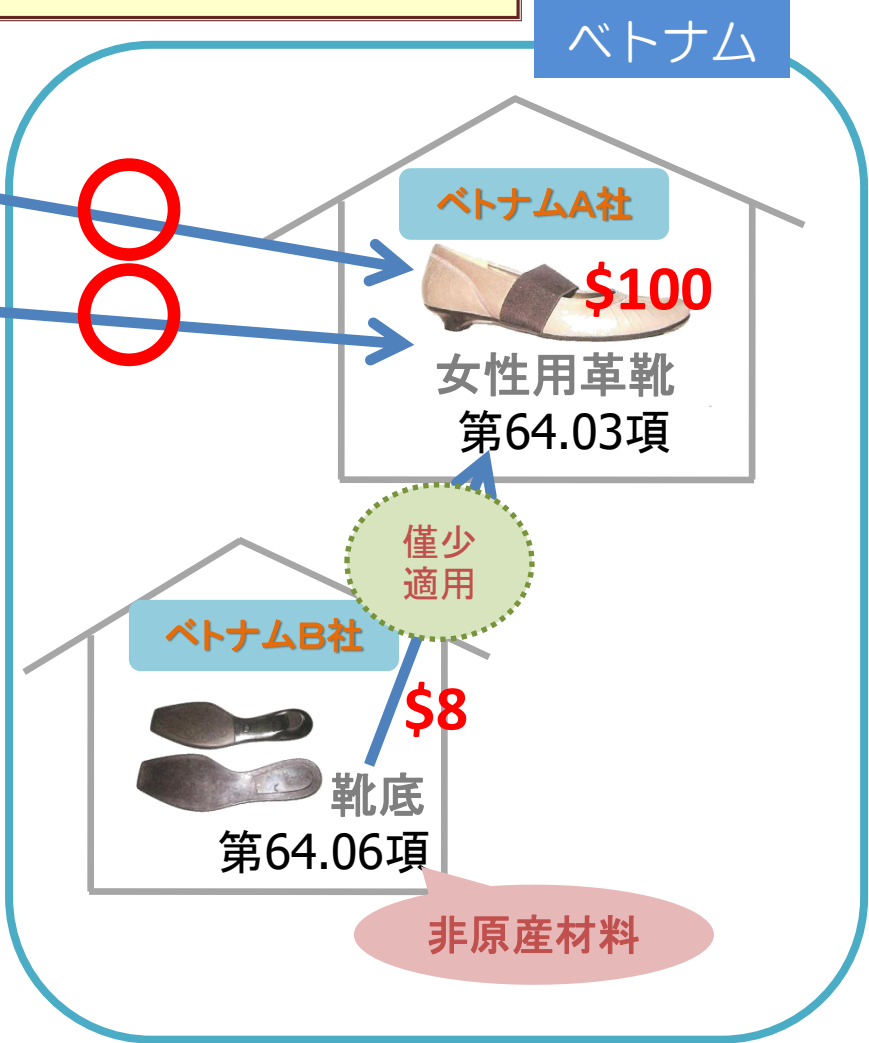 ベトナム
ベトナムA社
$100
女性用革靴
第64.03項
僅少
適用
ベトナムB社
$8
靴底
第64.06項
非原産材料